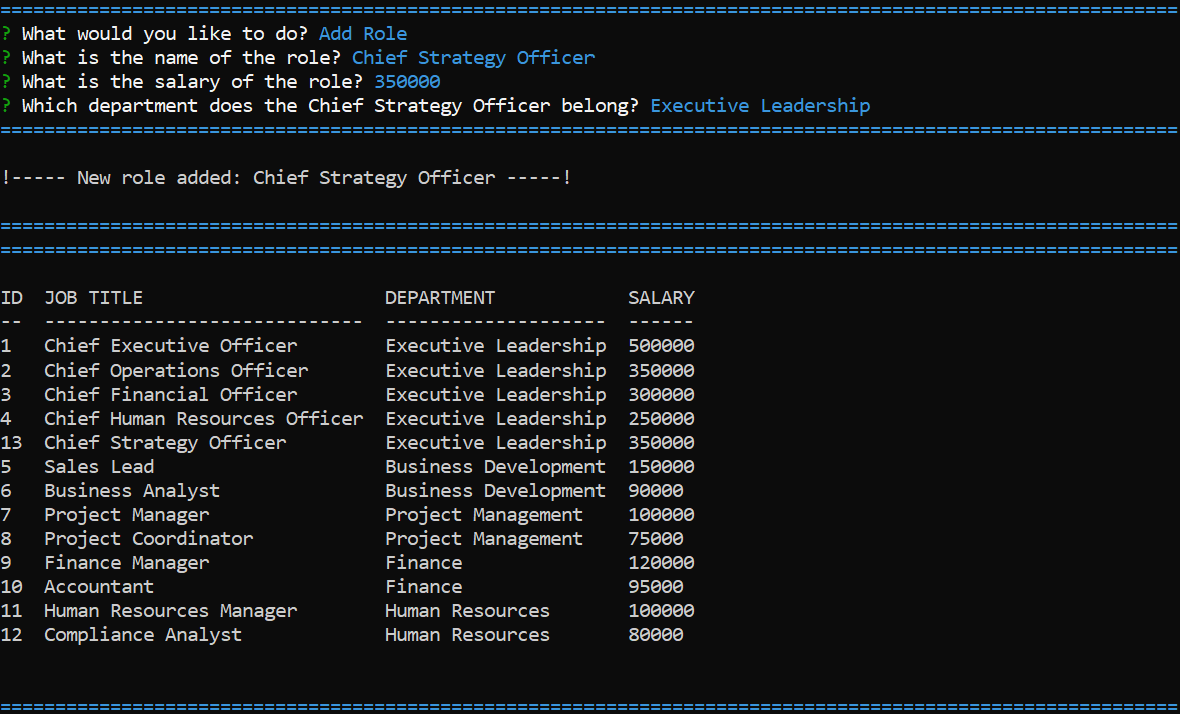 ===========================================================================================================
? What would you like to do? Add Role
? What is the name of the role? Chief Strategy Officer
? What is the salary of the role? 350000
? Which department does the Chief Strategy Officer belong? Executive Leadership
===========================================================================================================
!----- New role added: Chief Strategy Officer -----!
===========================================================================================================
===========================================================================================================
ID  JOB TITLE                      DEPARTMENT            SALARY
--  -----------------------------  --------------------  ------
1   Chief Executive Officer        Executive Leadership  500000
2   Chief Operations Officer       Executive Leadership  350000
3   Chief Financial Officer        Executive Leadership  300000
4   Chief Human Resources Officer  Executive Leadership  250000
13  Chief Strategy Officer         Executive Leadership  350000
5   Sales Lead                     Business Development  150000
6   Business Analyst               Business Development  90000
7   Project Manager                Project Management    100000
8   Project Coordinator            Project Management    75000
9   Finance Manager                Finance               120000
10  Accountant                     Finance               95000
11  Human Resources Manager        Human Resources       100000
12  Compliance Analyst             Human Resources       80000
===========================================================================================================